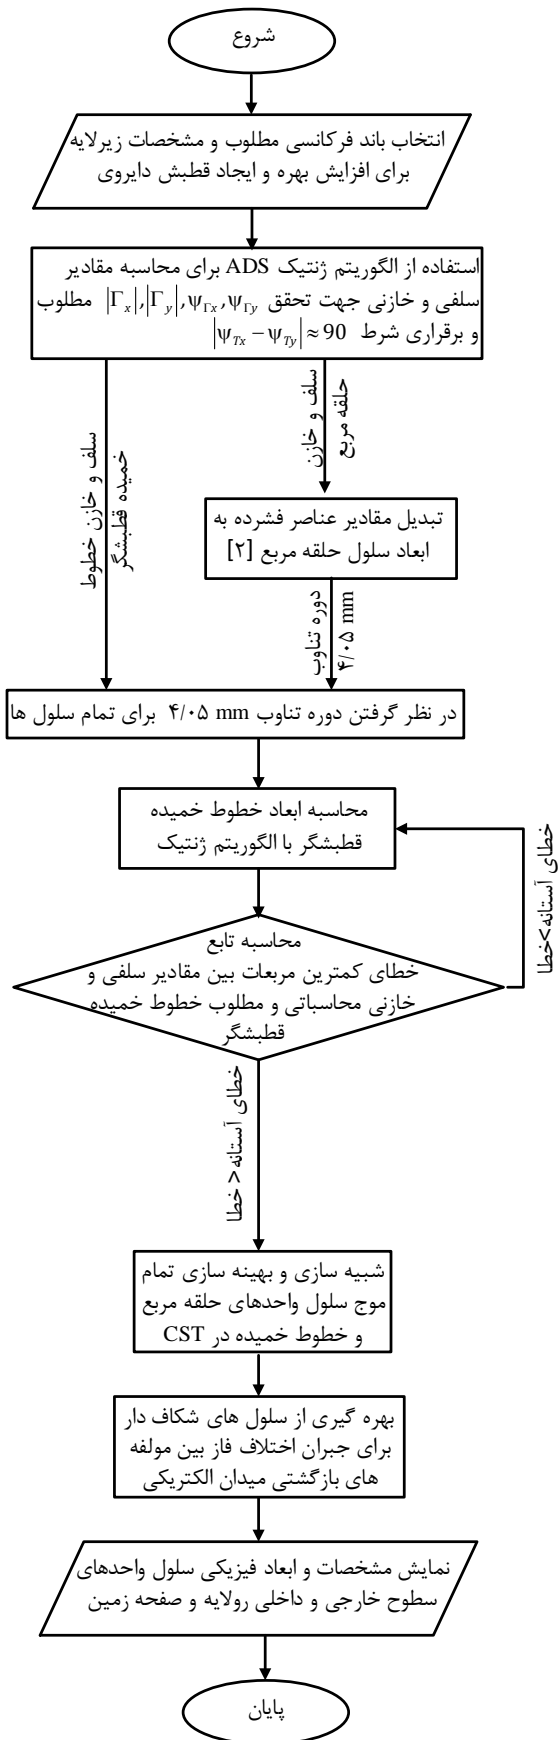 شروع
انتخاب باند فرکانسی مطلوب و مشخصات زیرلایه
برای افزایش بهره و ایجاد قطبش دایروی
استفاده از الگوریتم ژنتیک ADS برای محاسبه مقادیر
سلفی و خازنی جهت تحقق |Γx|,|Γy|,ψΓx,ψΓy مطلوب
و برقراری شرط |ψTx − ψTy| ≈ 90
سلف و خازن خطوط
خمیده قطبشگر
سلف و خازن
حلقه مربع
تبدیل مقادیر عناصر فشرده به
ابعاد سلول حلقه مربع [۲]
دوره تناوب
۴/۰۵ mm
در نظر گرفتن دوره تناوب ۴/۰۵ mm برای تمام سلول ها
محاسبه ابعاد خطوط خمیده
قطبشگر با الگوریتم ژنتیک
خطای آستانه<خطا
محاسبه تابع
خطای کمترین مربعات بین مقادیر سلفی و
خازنی محاسباتی و مطلوب خطوط خمیده
قطبشگر
خطای آستانه> خطا
شبیه سازی و بهینه سازی تمام
موج سلول واحدهای حلقه مربع
و خطوط خمیده در CST
بهره گیری از سلول های شکاف دار
برای جبران اختلاف فاز بین مولفه
های بازگشتی میدان الکتریکی
نمایش مشخصات و ابعاد فیزیکی سلول واحدهای
سطوح خارجی و داخلی رولایه و صفحه زمین
پایان